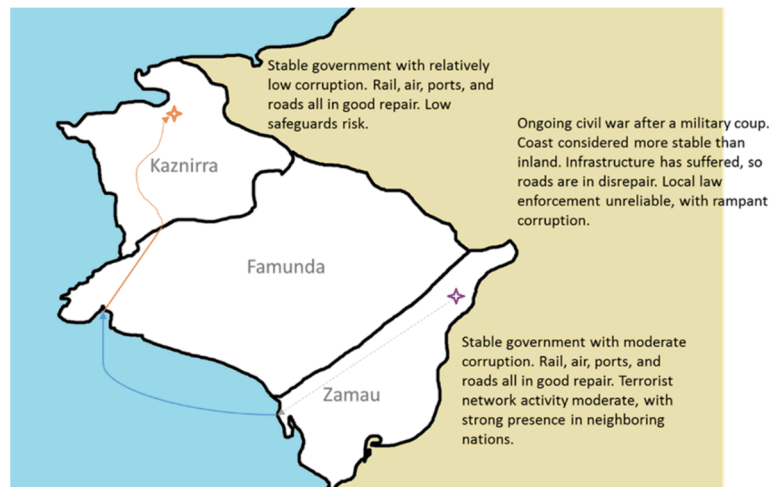 Stable government with relatively
low corruption. Rail, air, ports, and
roads all in good repair. Low
safeguards risk.
Ongoing civil war after a military coup.
Coast considered more stable than
inland. Infrastructure has suffered, so
roads are in disrepair. Local law
enforcement unreliable, with rampant
corruption.
Kaznirra
Famunda
Stable government with moderate
corruption. Rail, air, ports, and
roads all in good repair. Terrorist
network activity moderate, with
strong presence in neighboring
nations.
Zamau